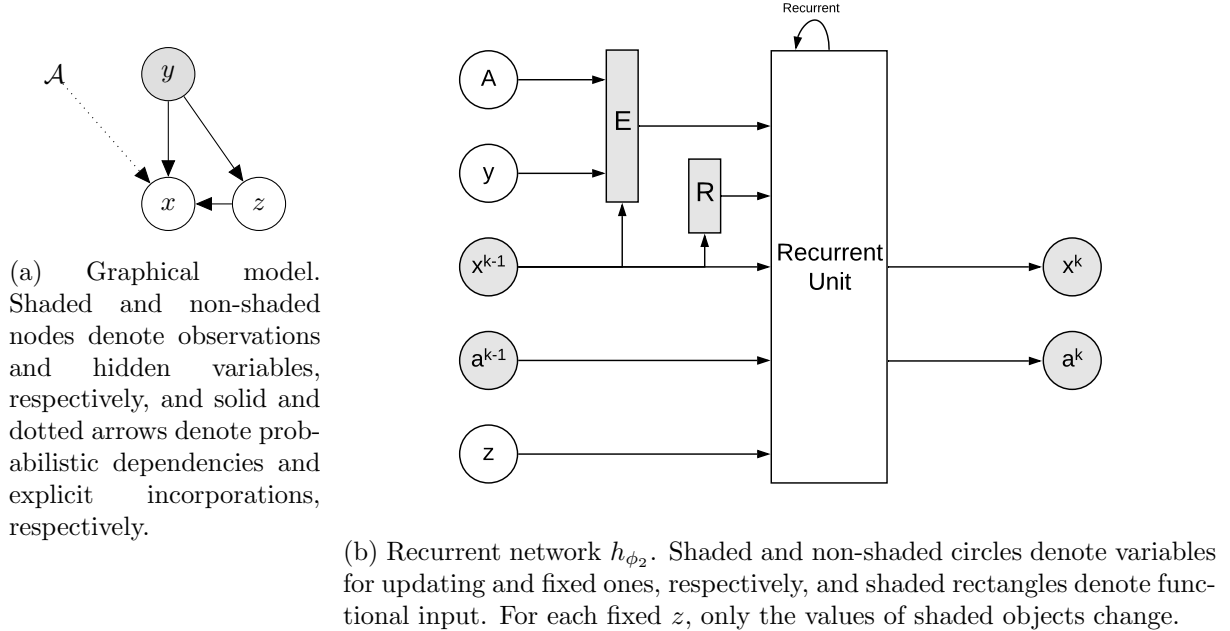 𝒜
y
x
z
(a) Graphical model.
Shaded and non-shaded
nodes denote observations
and hidden variables,
respectively, and solid and
dotted arrows denote prob-
abilistic dependencies and
explicit incorporations,
respectively.
Recurrent
A
E
y
R
x^{k-1}
Recurrent
Unit
x^k
a^{k-1}
a^k
z
(b) Recurrent network h_{ϕ_2}. Shaded and non-shaded circles denote variables
for updating and fixed ones, respectively, and shaded rectangles denote func-
tional input. For each fixed z, only the values of shaded objects change.